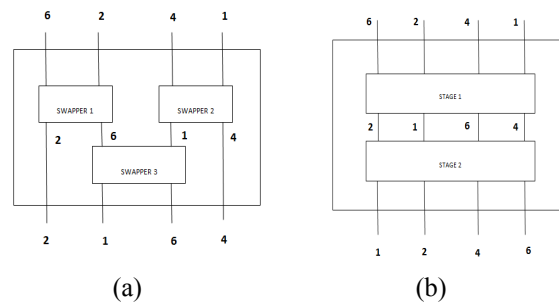 6 2 4 1
SWAPPER 1 SWAPPER 2
2 6 1 4
SWAPPER 3
2 1 6 4
(a)
6 2 4 1
STAGE 1
2 1 6 4
STAGE 2
1 2 4 6
(b)